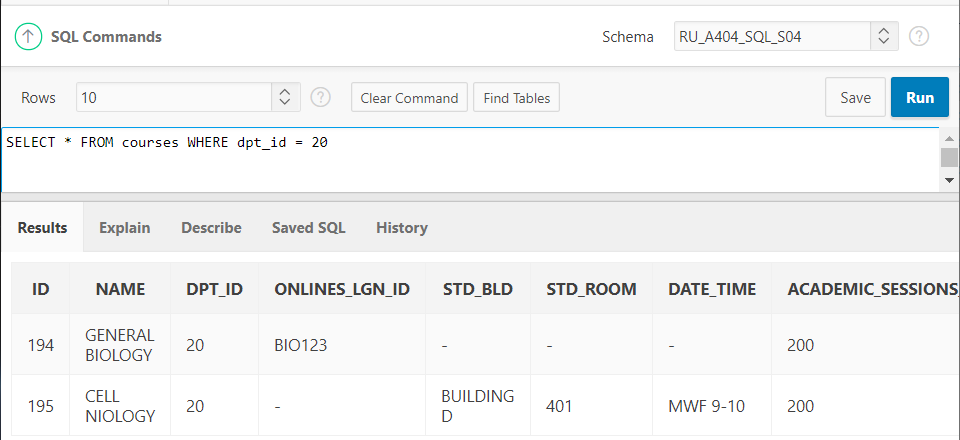 SQL Commands Schema RU_A404_SQL_S04 ?
Rows 10 ? Clear Command Find Tables Save Run
SELECT * FROM courses WHERE dpt_id = 20
Results Explain Describe Saved SQL History
ID NAME DPT_ID ONLINES_LGN_ID STD_BLD STD_ROOM DATE_TIME ACADEMIC_SESSIONS_
194 GENERAL BIOLOGY 20 BIO123 - - - 200
195 CELL NIOLOGY 20 - BUILDING D 401 MWF 9-10 200